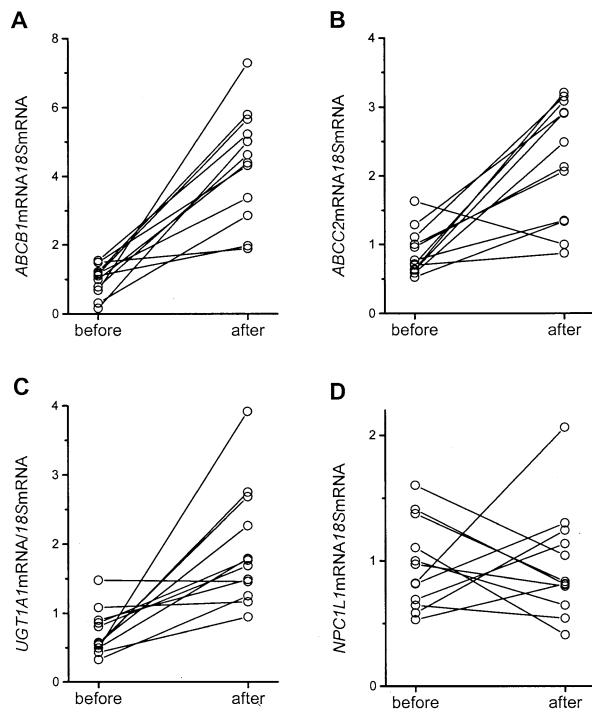 A
ABCB1mRNA18SmRNA
8
6
4
2
0
before after
B
ABCC2mRNA18SmRNA
4
3
2
1
0
before after
C
UGT1A1mRNA/18SmRNA
4
3
2
1
0
before after
D
NPC1L1mRNA18SmRNA
2
1
0
before after